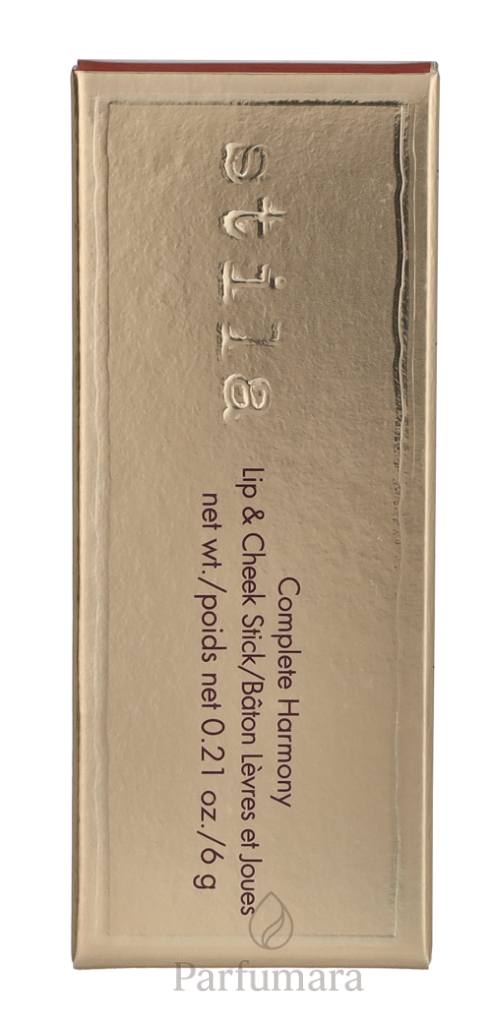 stila
Complete Harmony
Lip & Cheek Stick/Bâton Lèvres et Joues
net wt./poids net 0.21 oz./6 g
Parfumara